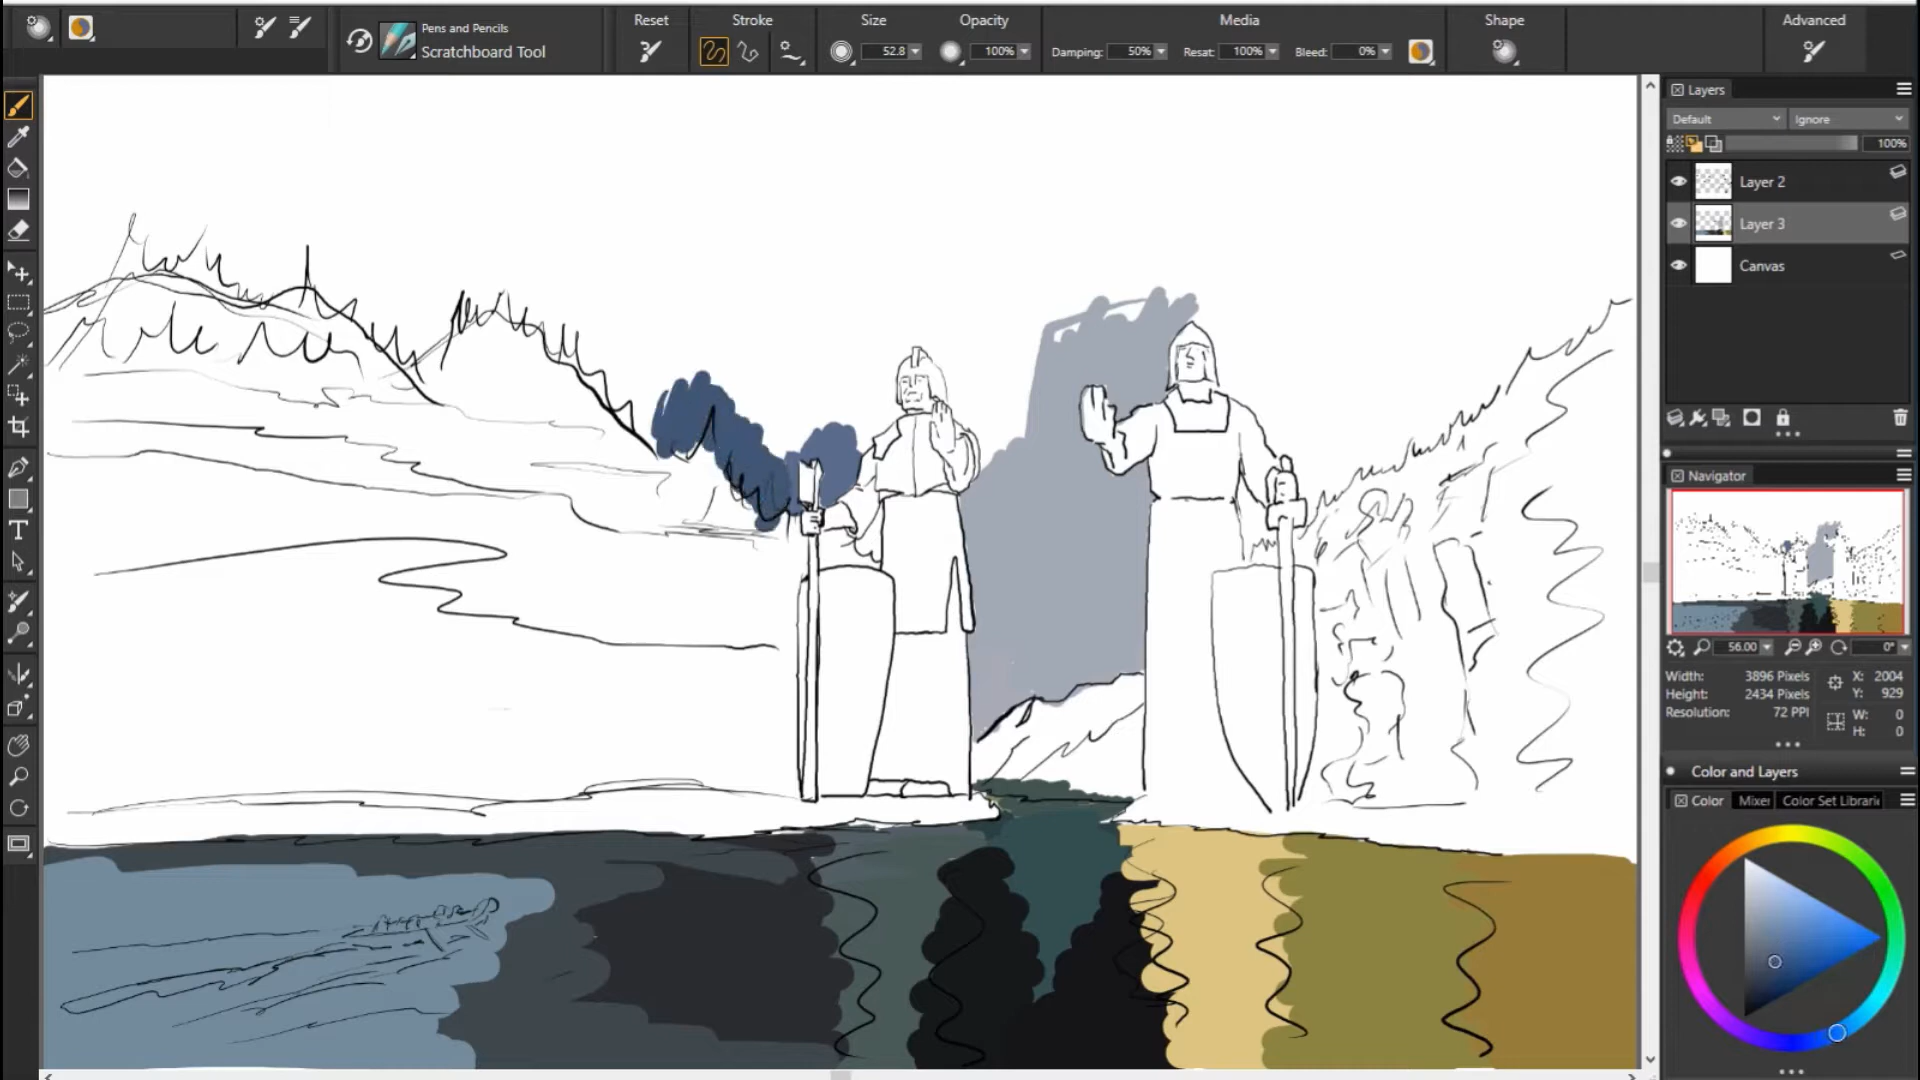 Reset Stroke Size Opacity Media Shape Advanced
Pens and Pencils
Scratchboard Tool
52.8 100% Damping: 50% Resat: 100% Bleed: 0%
Layers
Default Ignore
100%
Layer 2
Layer 3
Canvas
Navigator
56.00 0°
Width: 3896 Pixels X: 2004
Height: 2434 Pixels Y: 929
Resolution: 72 PPI W: 0
H: 0
Color and Layers
Color Mixer Color Set Librari
T